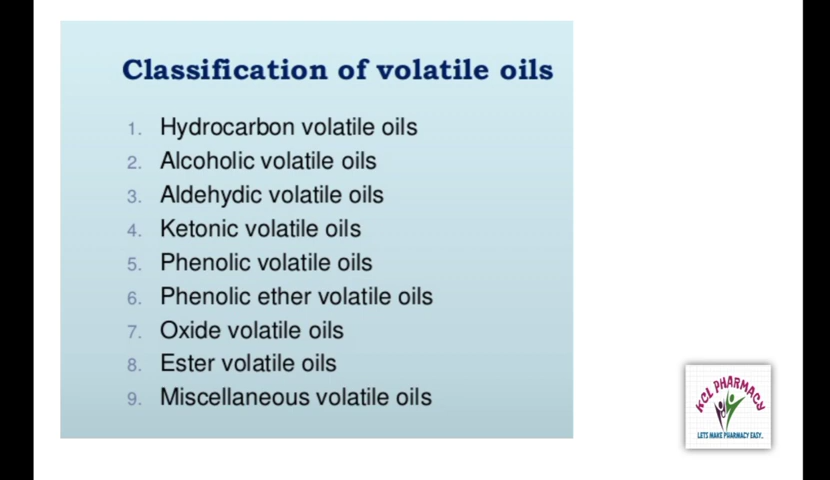 Classification of volatile oils
1. Hydrocarbon volatile oils
2. Alcoholic volatile oils
3. Aldehydic volatile oils
4. Ketonic volatile oils
5. Phenolic volatile oils
6. Phenolic ether volatile oils
7. Oxide volatile oils
8. Ester volatile oils
9. Miscellaneous volatile oils
KCL PHARMACY
LETS MAKE PHARMACY EASY.